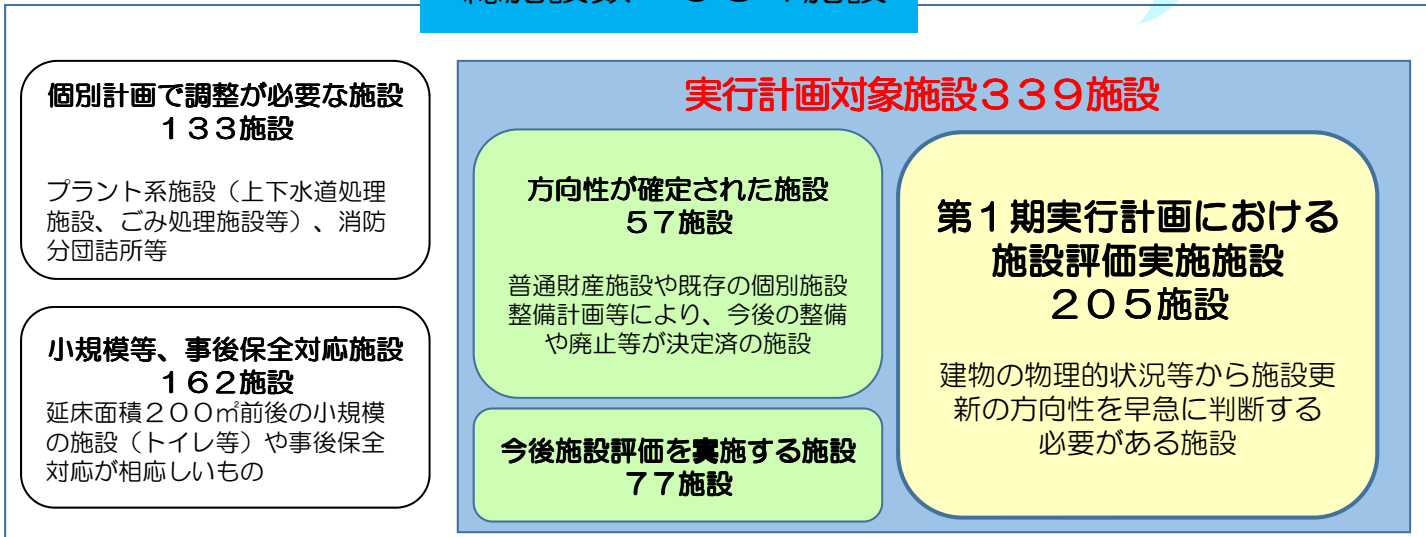 個別計画で調整が必要な施設
１３３施設
プラント系施設（上下水道処理
施設、ごみ処理施設等）、消防
分団詰所等
小規模等、事後保全対応施設
１６２施設
延床面積２００㎡前後の小規模
の施設（トイレ等）や事後保全
対応が相応しいもの
実行計画対象施設３３９施設
方向性が確定された施設
５７施設
普通財産施設や既存の個別施設
整備計画等により、今後の整備
や廃止等が決定済の施設
今後施設評価を実施する施設
７７施設
第１期実行計画における
施設評価実施施設
２０５施設
建物の物理的状況等から施設更
新の方向性を早急に判断する
必要がある施設